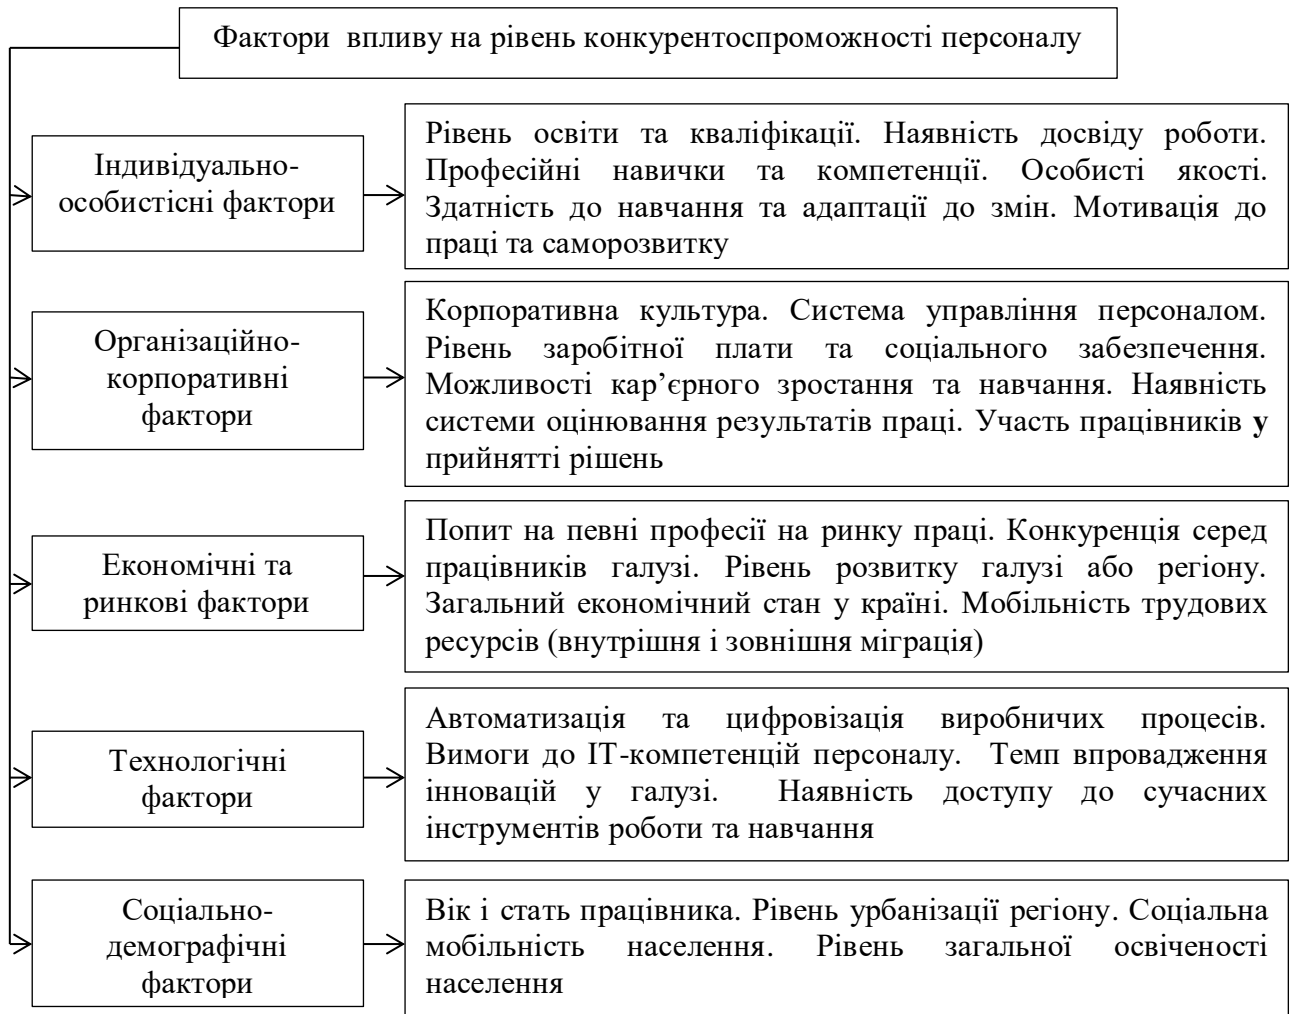 Фактори впливу на рівень конкурентоспроможності персоналу
Індивідуально-
особистісні фактори
Рівень освіти та кваліфікації. Наявність досвіду роботи.
Професійні навички та компетенції. Особисті якості.
Здатність до навчання та адаптації до змін. Мотивація до
праці та саморозвитку
Організаційно-
корпоративні
фактори
Корпоративна культура. Система управління персоналом.
Рівень заробітної плати та соціального забезпечення.
Можливості кар’єрного зростання та навчання. Наявність
системи оцінювання результатів праці. Участь працівників у
прийнятті рішень
Економічні та
ринкові фактори
Попит на певні професії на ринку праці. Конкуренція серед
працівників галузі. Рівень розвитку галузі або регіону.
Загальний економічний стан у країні. Мобільність трудових
ресурсів (внутрішня і зовнішня міграція)
Технологічні
фактори
Автоматизація та цифровізація виробничих процесів.
Вимоги до ІТ-компетенцій персоналу. Темп впровадження
інновацій у галузі. Наявність доступу до сучасних
інструментів роботи та навчання
Соціально-
демографічні
фактори
Вік і стать працівника. Рівень урбанізації регіону. Соціальна
мобільність населення. Рівень загальної освіченості
населення